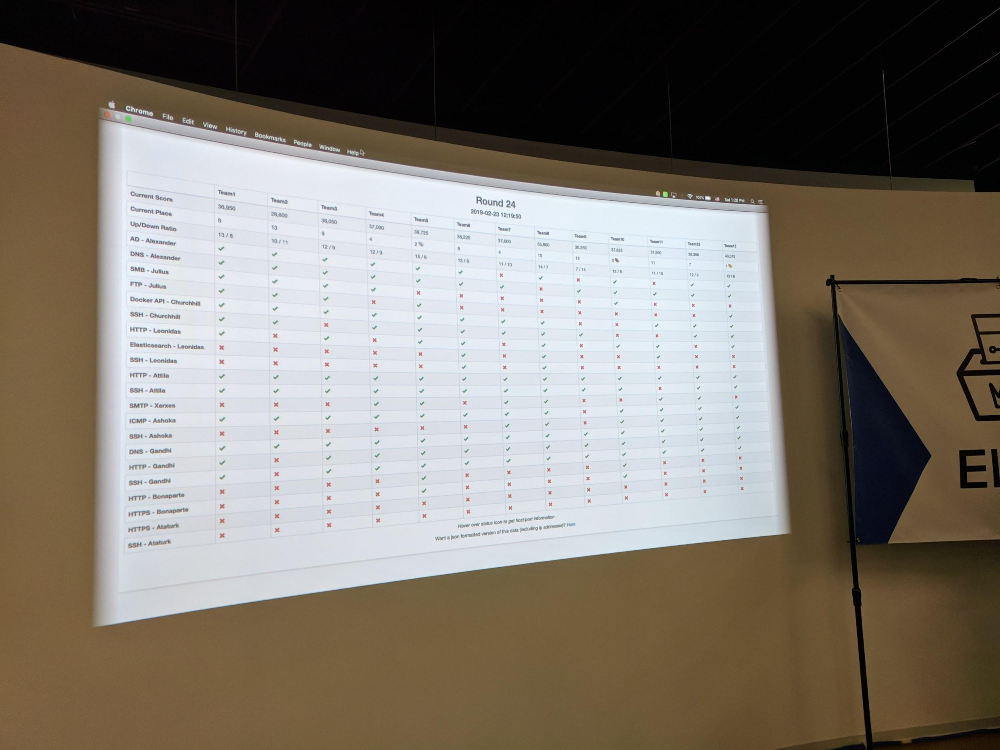 Chrome File Edit View History Bookmarks People Window Help
100% Sat 1:20 PM
Round 24
2019-02-23 12:19:50
Team1 Team2 Team3 Team4 Team5 Team6 Team7 Team8 Team9 Team10 Team11 Team12 Team13
Current Score 36,950 28,600 36,050 37,000 39,725 36,225 37,000 35,900 30,250 37,625 31,950 36,300 40,075
Current Place 6 13 9 4 2 8 4 10 12 3 11 7 1
Up/Down Ratio 13 / 8 10 / 11 12 / 9 12 / 9 15 / 6 13 / 8 11 / 10 14 / 7 7 / 14 13 / 8 11 / 10 12 / 9 13 / 8
AD - Alexander
DNS - Alexander
SMB - Julius
FTP - Julius
Docker API - Churchhill
SSH - Churchhill
HTTP - Leonidas
Elasticsearch - Leonidas
SSH - Leonidas
HTTP - Attila
SSH - Attila
SMTP - Xerxes
ICMP - Ashoka
SSH - Ashoka
DNS - Gandhi
HTTP - Gandhi
SSH - Gandhi
HTTP - Bonaparte
HTTPS - Bonaparte
HTTPS - Ataturk
SSH - Ataturk
Hover over status icon to get host:port information
Want a json formatted version of this data (including ip addresses)? Here